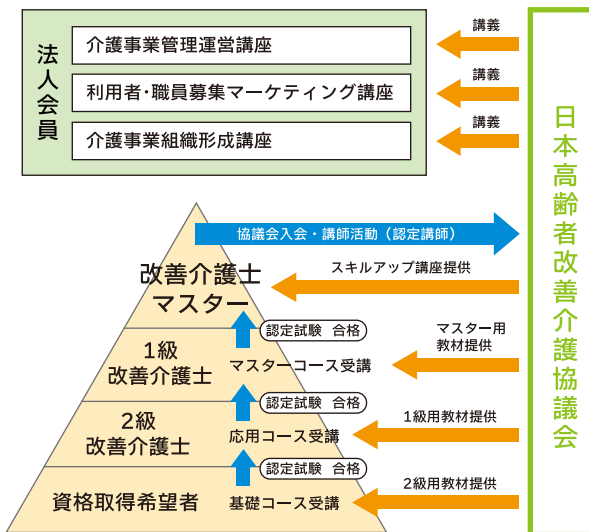 法人会員
介護事業管理運営講座
利用者・職員募集マーケティング講座
介護事業組織形成講座
講義
講義
講義
日本高齢者改善介護協議会
協議会入会・講師活動（認定講師）
改善介護士
マスター
スキルアップ講座提供
認定試験 合格
1級
改善介護士
マスターコース受講
マスター用
教材提供
認定試験 合格
2級
改善介護士
応用コース受講
1級用教材提供
認定試験 合格
資格取得希望者
基礎コース受講
2級用教材提供